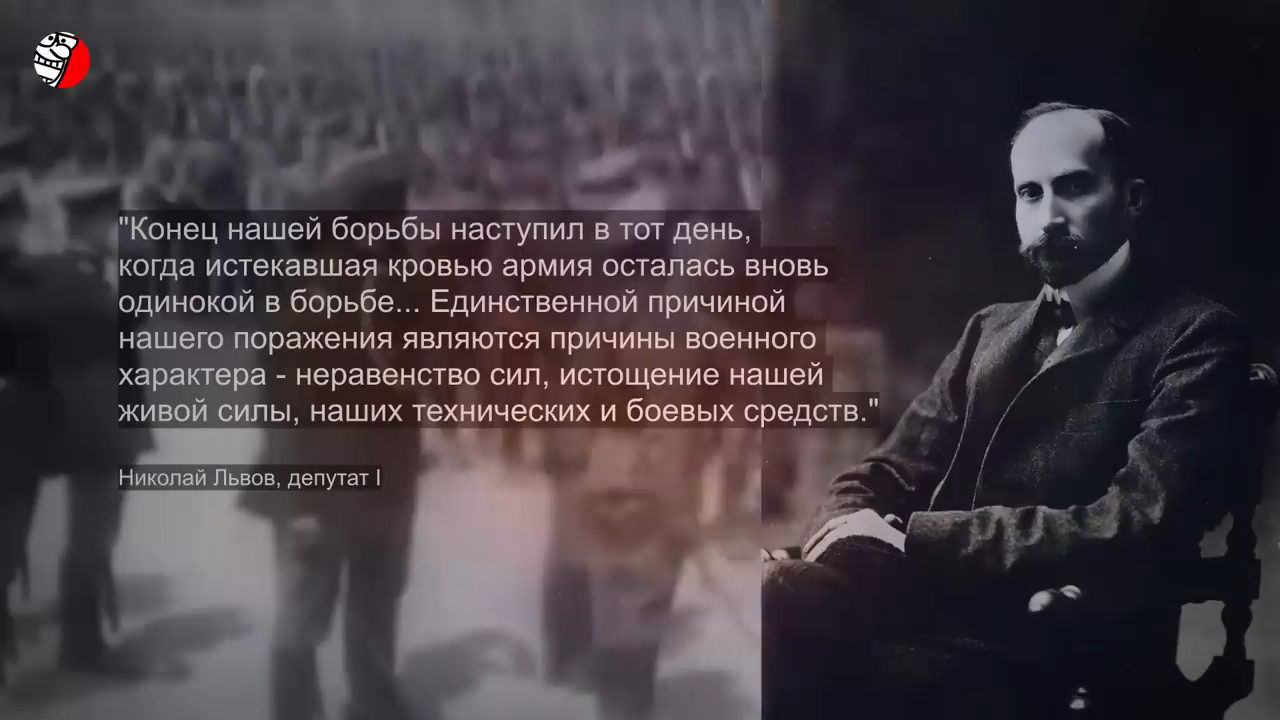 "Конец нашей борьбы наступил в тот день,
когда истекавшая кровью армия осталась вновь
одинокой в борьбе... Единственной причиной
нашего поражения являются причины военного
характера - неравенство сил, истощение нашей
живой силы, наших технических и боевых средств."
Николай Львов, депутат I